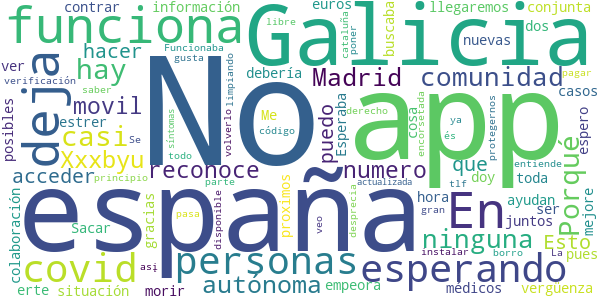 contrar
información
euros
libre
llegaremos
conjunta
funciona
Galicia
ver
Funcionaba
gusta
cataluña
poner
buscaba
nuevas
dos
verificación
hacer
debería
pagar
deja
hay
No
app
Madrid
comunidad
casos
saber
posibles
movil
limpiando
volverlo
Me
Esperaba
puedo
cosa
derecho
encorsetada
protegernos
ya
és
espero
estrer
casi
Se
código
Xxxbyu
síntomas
todo
reconoce
numero
que
entiende
Porqué
acceder
principio
parte
desprecia
tlf
doy
toda
mejore
actualizada
ayudan
españa
En
hora
gran
juntos
ser
colaboración
gracias
Sacar
disponible
proximos
veo
ninguna
Esto
La
pues
covid
pasa
personas
esperando
instalar
asi
autónoma
borro
erte
situación
morir
empeora
medicos
vergüenza